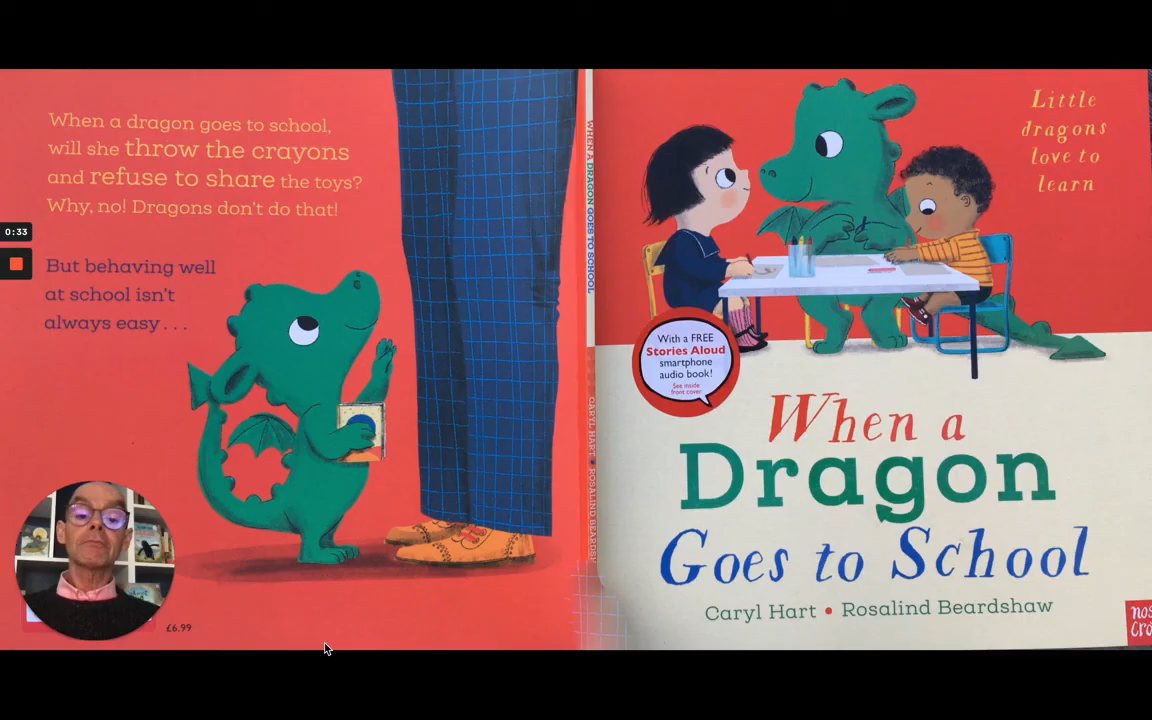 When a dragon goes to school,
will she throw the crayons
and refuse to share the toys?
Why, no! Dragons don't do that!
But behaving well
at school isn't
always easy . . .
0:33
£6.99
WHEN A DRAGON GOES TO SCHOOL
CARYL HART • ROSALIND BEARDSH
Little
dragons
love to
learn
With a FREE
Stories Aloud
smartphone
audio book!
See inside
front cover
When a
Dragon
Goes to School
Caryl Hart • Rosalind Beardshaw
nos
cro